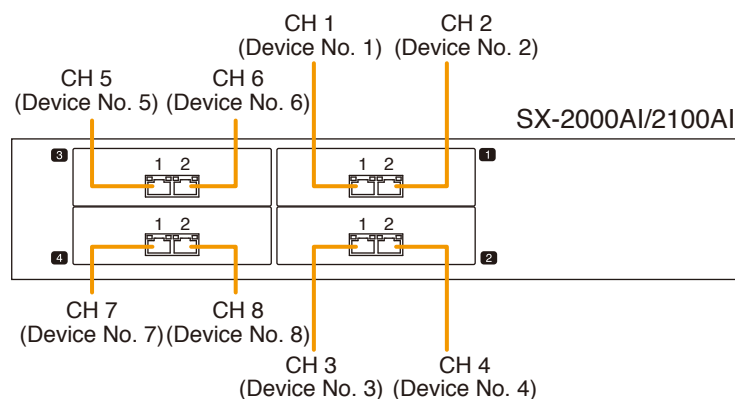 CH 1
(Device No. 1)
CH 2
(Device No. 2)
CH 5
(Device No. 5)
CH 6
(Device No. 6)
SX-2000AI/2100AI
3
1 2
1 2
1
4
1 2
1 2
2
CH 7
(Device No. 7)
CH 8
(Device No. 8)
CH 3
(Device No. 3)
CH 4
(Device No. 4)